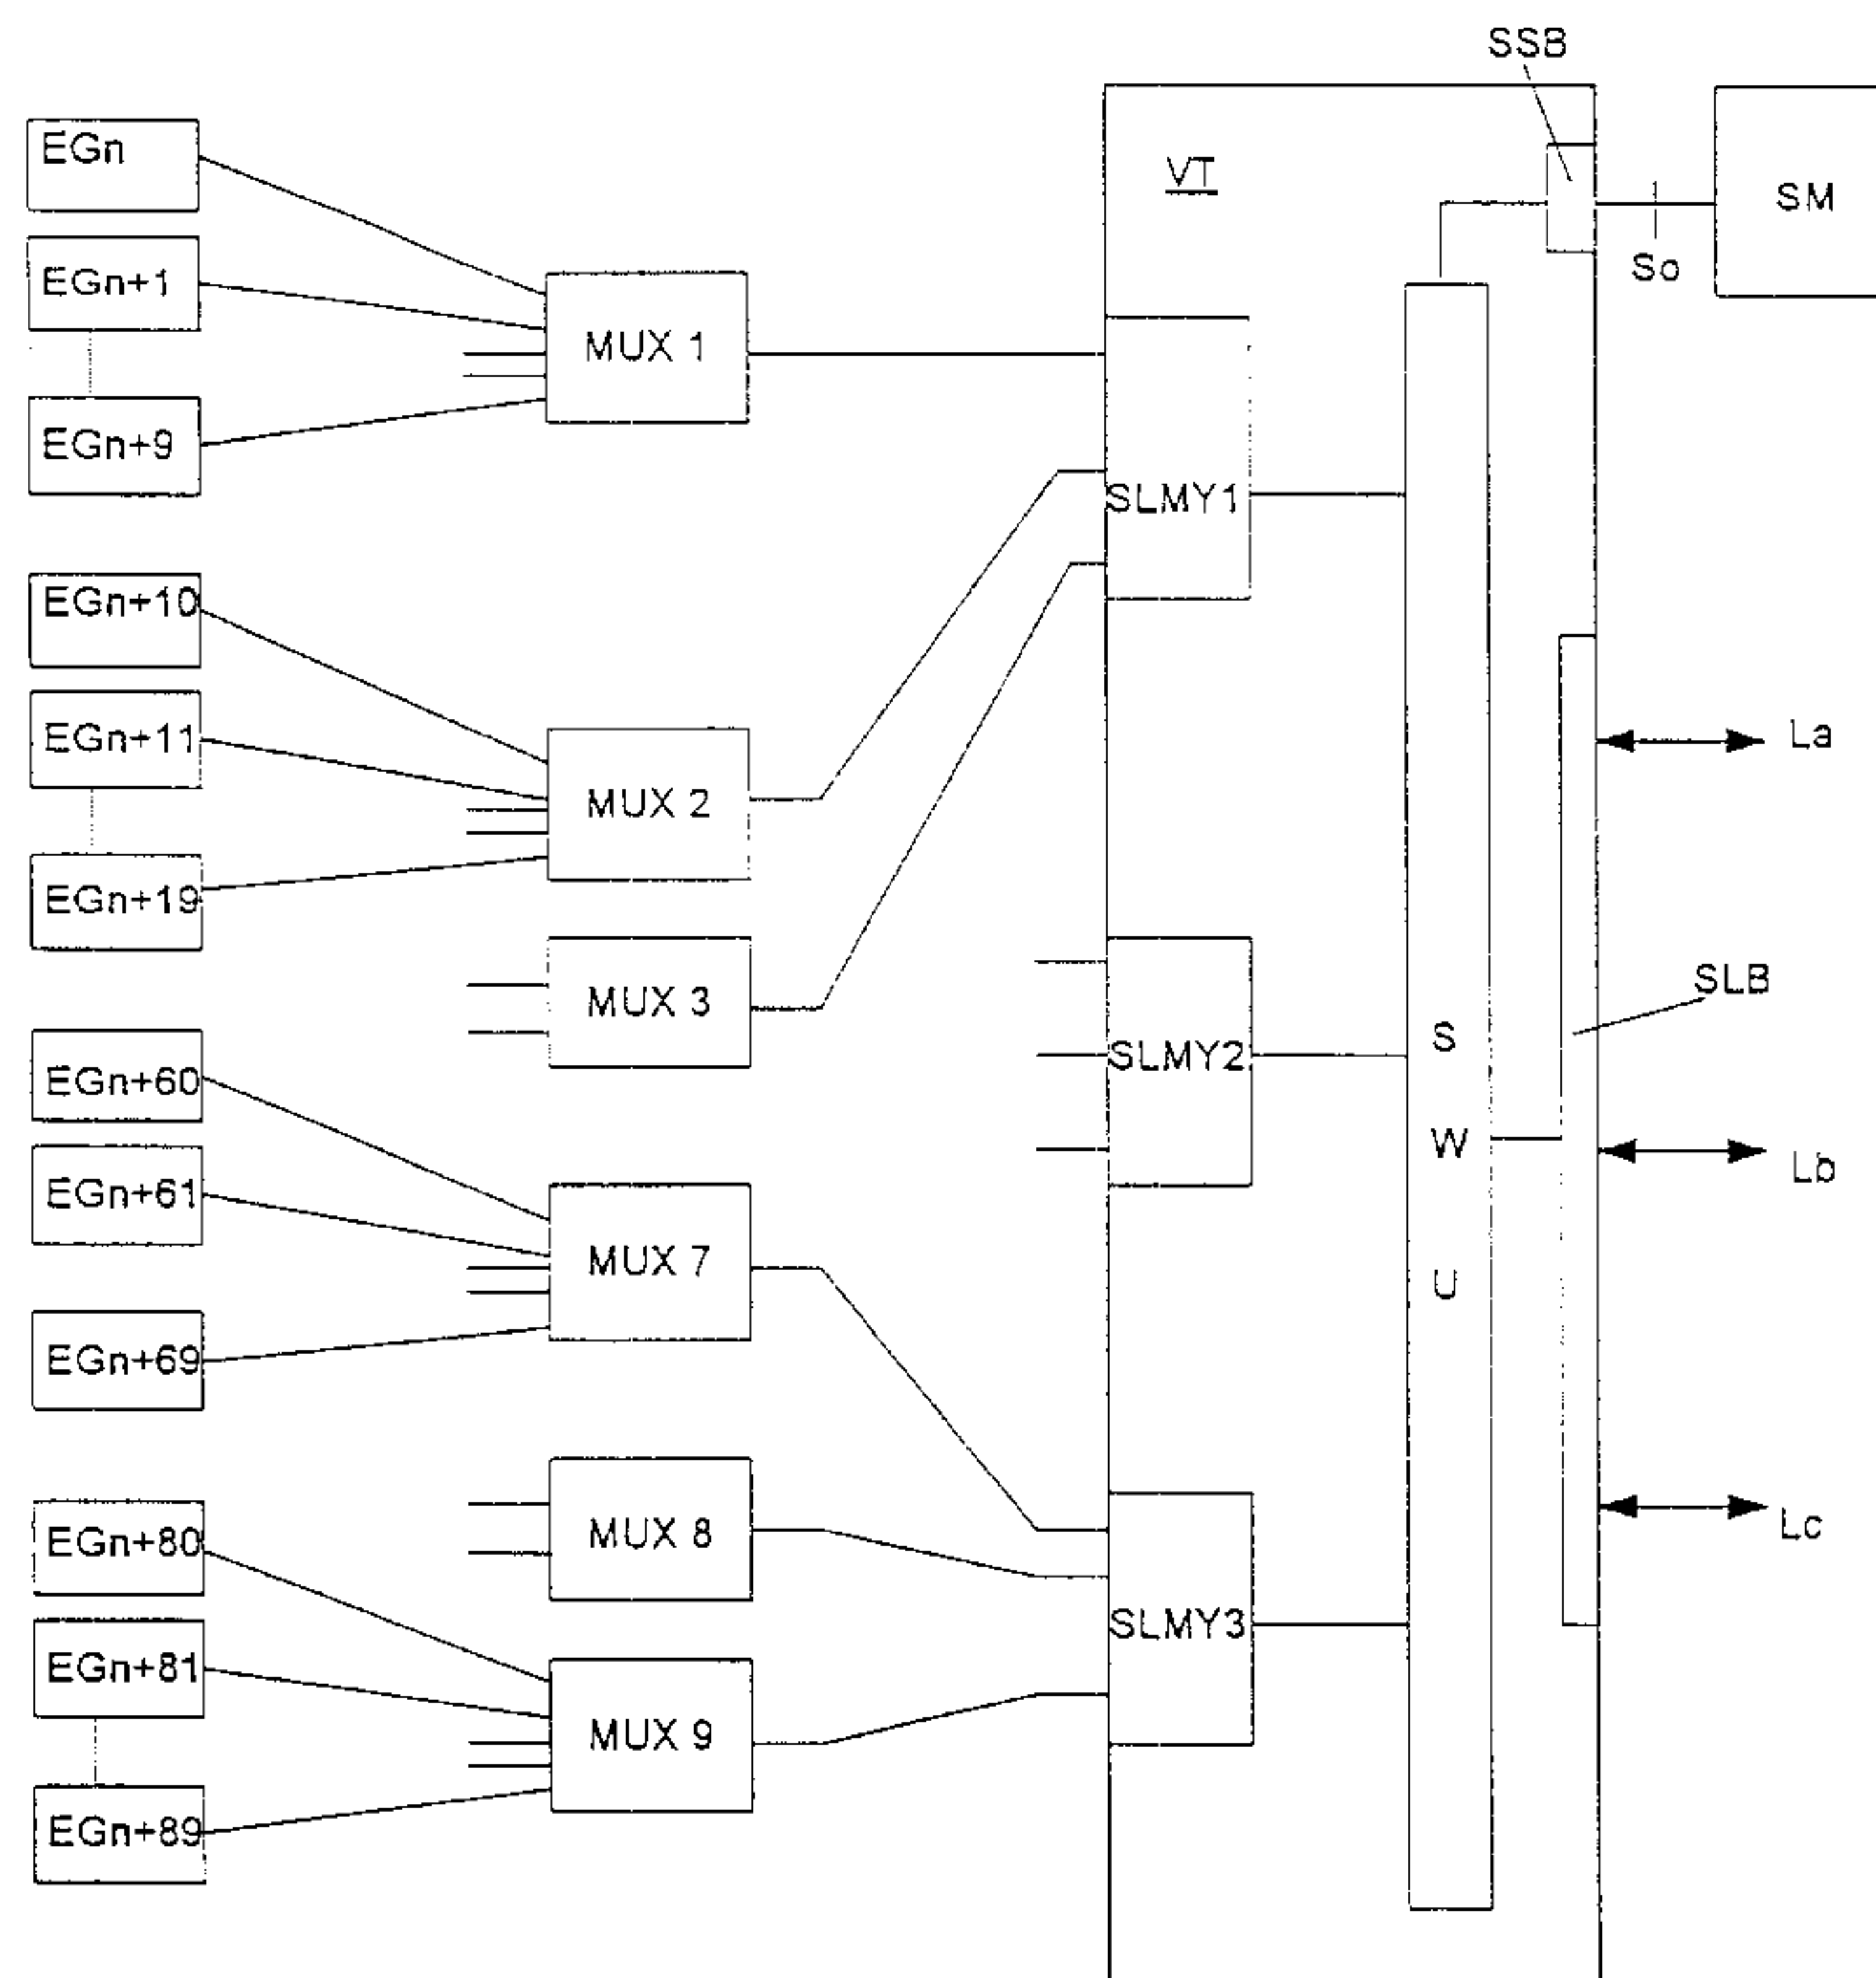 SSB
EGn
VT
SM
EGn+1
So
MUX 1
EGn+9
SLMY1
EGn+10
EGn+11
La
MUX 2
EGn+19
SLB
MUX 3
S
W
U
SLMY2
EGn+60
Lb
EGn+61
MUX 7
EGn+69
MUX 8
Lc
EGn+80
SLMY3
EGn+81
MUX 9
EGn+89